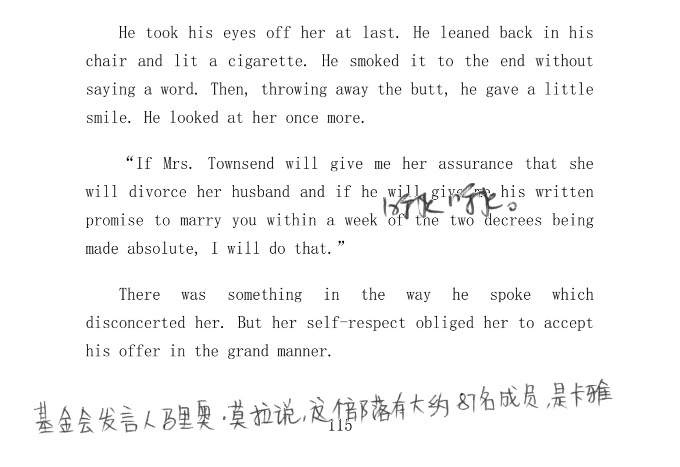 He took his eyes off her at last. He leaned back in his
chair and lit a cigarette. He smoked it to the end without
saying a word. Then, throwing away the butt, he gave a little
smile. He looked at her once more.
“If Mrs. Townsend will give me her assurance that she
will divorce her husband and if he will give me his written
promise to marry you within a week of the two decrees being
made absolute, I will do that.”
There was something in the way he spoke which
disconcerted her. But her self-respect obliged her to accept
his offer in the grand manner.
基金会发言人马里奥·莫拉说,这个部落有大约87名成员,是卡雅
115